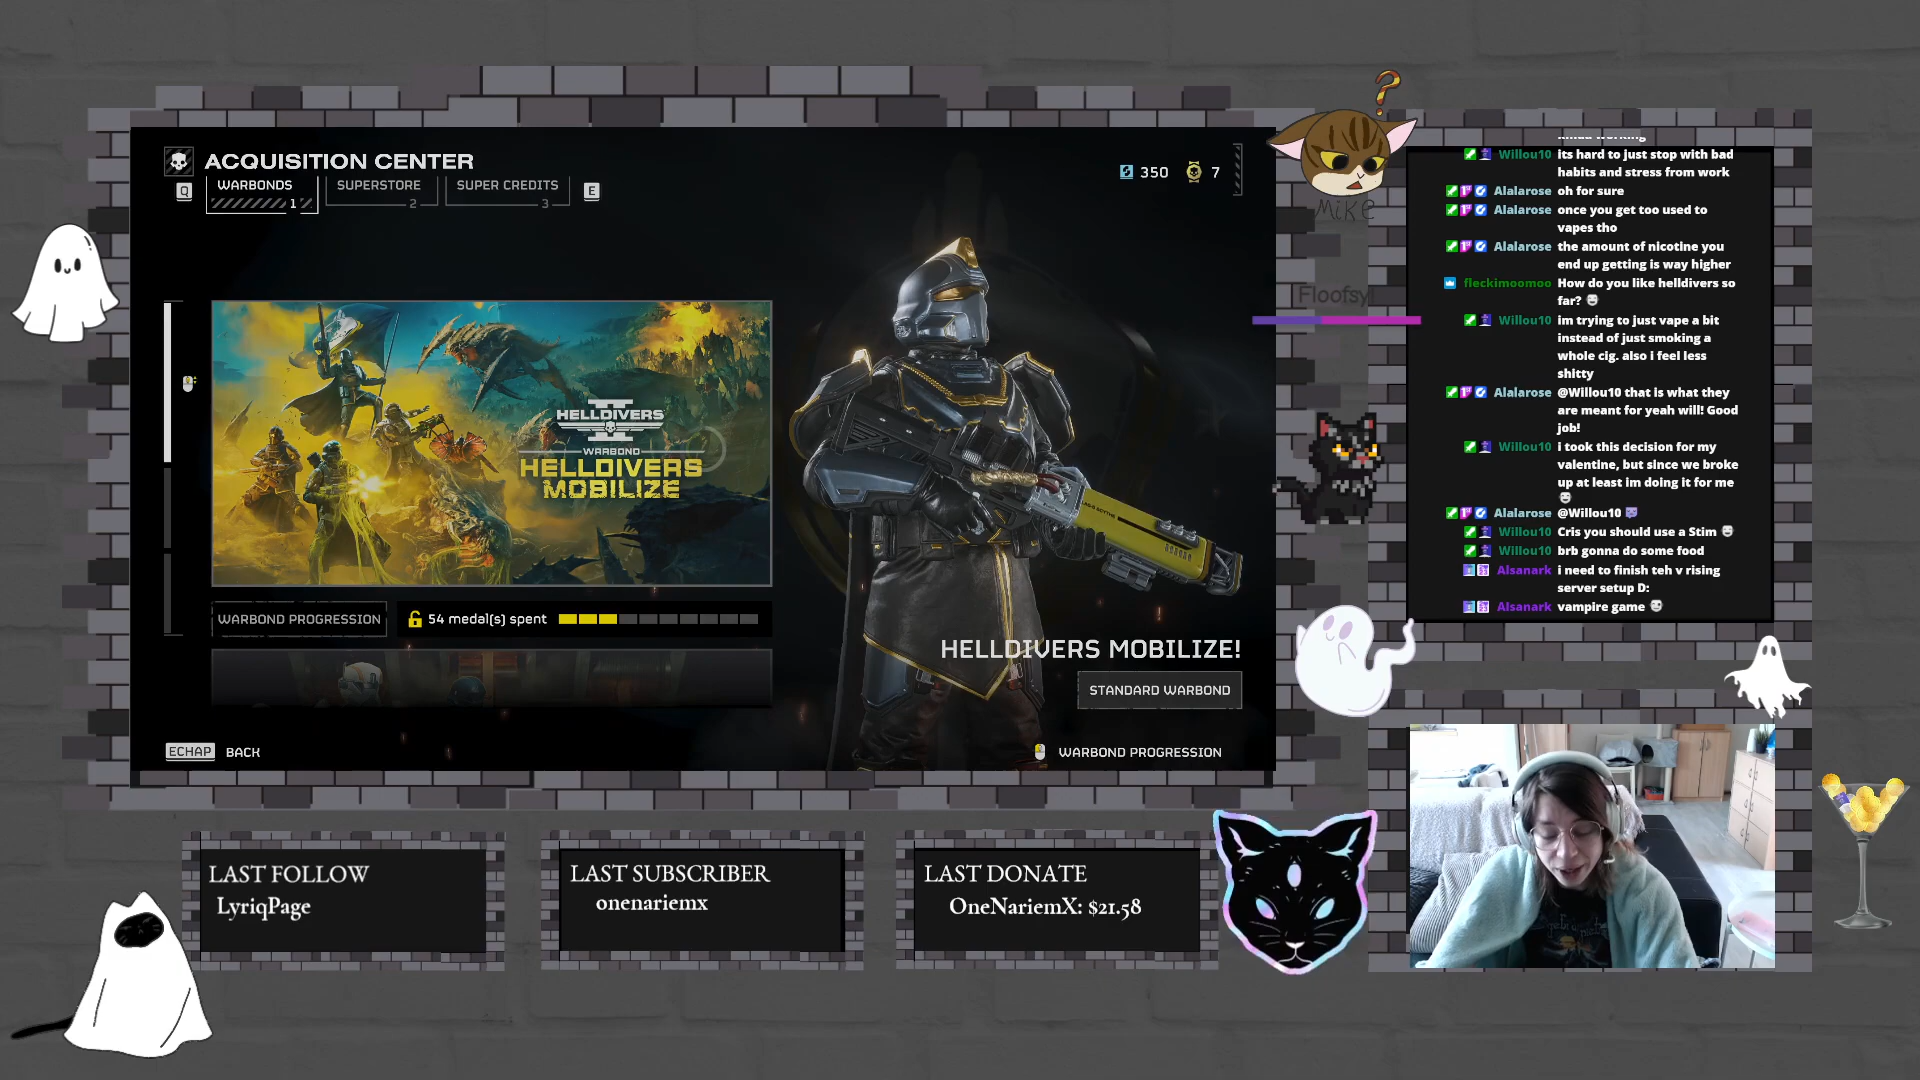 ACQUISITION CENTER
Q
WARBONDS
1
SUPERSTORE
2
SUPER CREDITS
3
E
350
7
HELLDIVERS
II
WARBOND
HELLDIVERS
MOBILIZE
WARBOND PROGRESSION
54 medal(s) spent
HELLDIVERS MOBILIZE!
STANDARD WARBOND
ECHAP BACK
WARBOND PROGRESSION
Mike
Floofsy
Willou10 its hard to just stop with bad
habits and stress from work
Alalarose oh for sure
Alalarose once you get too used to
vapes tho
Alalarose the amount of nicotine you
end up getting is way higher
fleckimoomoo How do you like helldivers so
far?
Willou10 im trying to just vape a bit
instead of just smoking a
whole cig. also i feel less
shitty
Alalarose @Willou10 that is what they
are meant for yeah will! Good
job!
Willou10 i took this decision for my
valentine, but since we broke
up at least im doing it for me
Alalarose @Willou10
Willou10 Cris you should use a Stim
Willou10 brb gonna do some food
Alsanark i need to finish teh v rising
server setup D:
Alsanark vampire game
LAST FOLLOW
LyriqPage
LAST SUBSCRIBER
onenariemx
LAST DONATE
OneNariemX: $21.58